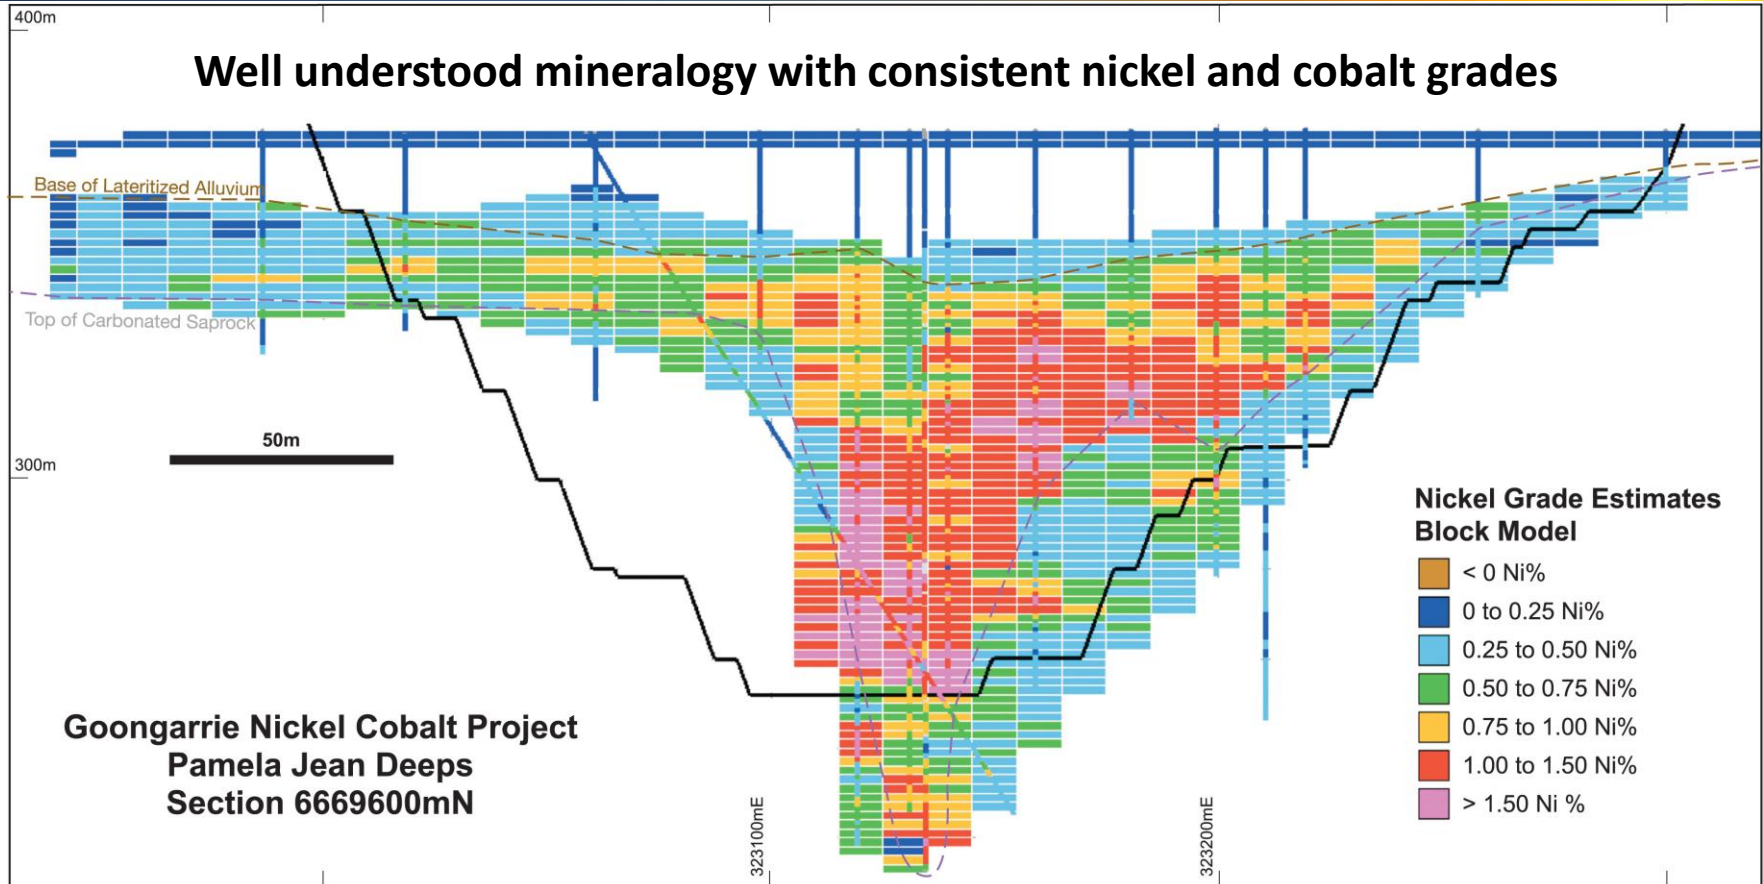 400m
Well understood mineralogy with consistent nickel and cobalt grades
Base of Lateritized Alluvium
Top of Carbonated Saprock
50m
300m
Nickel Grade Estimates
Block Model
< 0 Ni%
0 to 0.25 Ni%
0.25 to 0.50 Ni%
0.50 to 0.75 Ni%
0.75 to 1.00 Ni%
1.00 to 1.50 Ni%
> 1.50 Ni %
Goongarrie Nickel Cobalt Project
Pamela Jean Deeps
Section 6669600mN
323100mE
323200mE